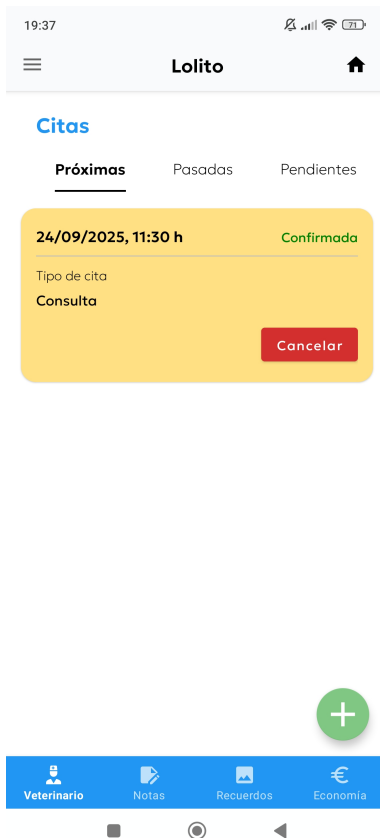 19:37
71
Lolito
Citas
Próximas Pasadas Pendientes
24/09/2025, 11:30 h Confirmada
Tipo de cita
Consulta
Cancelar
Veterinario Notas Recuerdos Economía